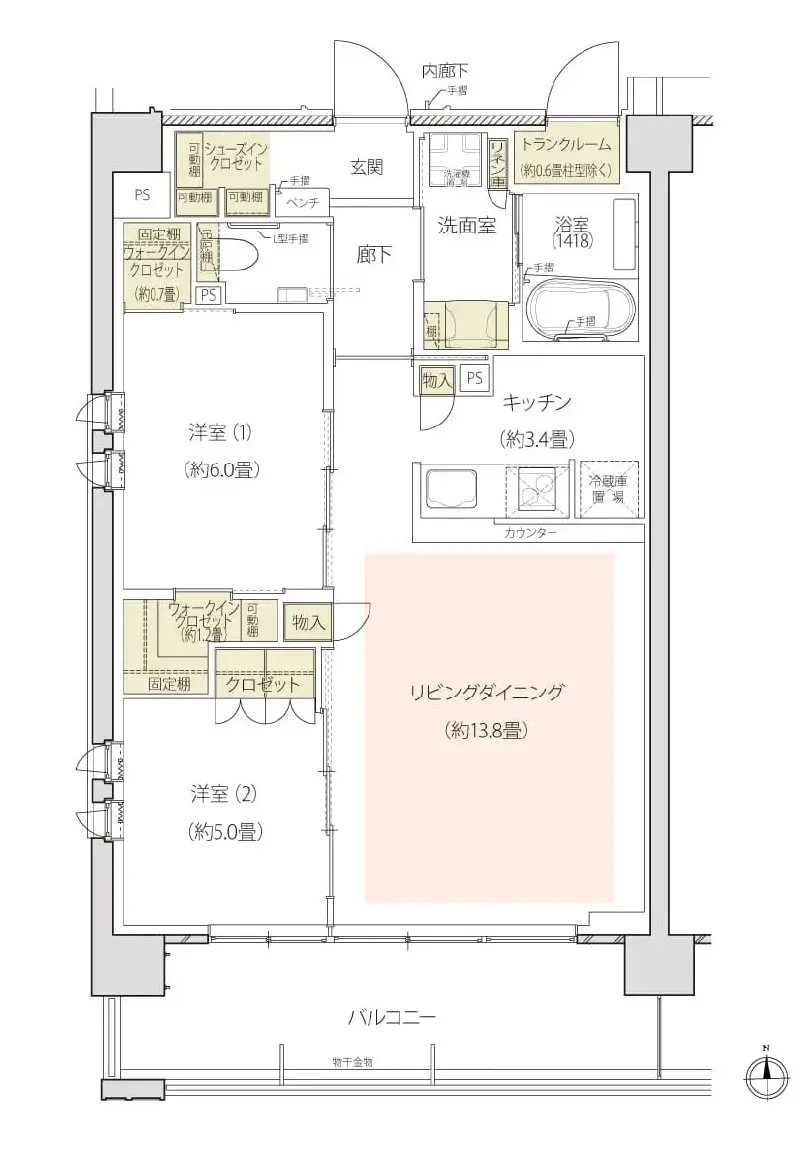 内廊下
手摺
シューズイン
クロゼット
可動棚
可動棚
可動棚
手摺
ベンチ
玄関
洗濯機
置場
リネン庫
トランクルーム
(約0.6畳柱型除く)
PS
固定棚
ウォークイン
クロゼット
(約0.7畳)
L型手摺
PS
廊下
洗面室
浴室
(1418)
手摺
手摺
棚
物入
PS
キッチン
(約3.4畳)
冷蔵庫
置場
カウンター
洋室(1)
(約6.0畳)
ウォークイン
クロゼット
(約1.2畳)
可動棚
固定棚
物入
クロゼット
リビングダイニング
(約13.8畳)
洋室(2)
(約5.0畳)
バルコニー
物干金物
N